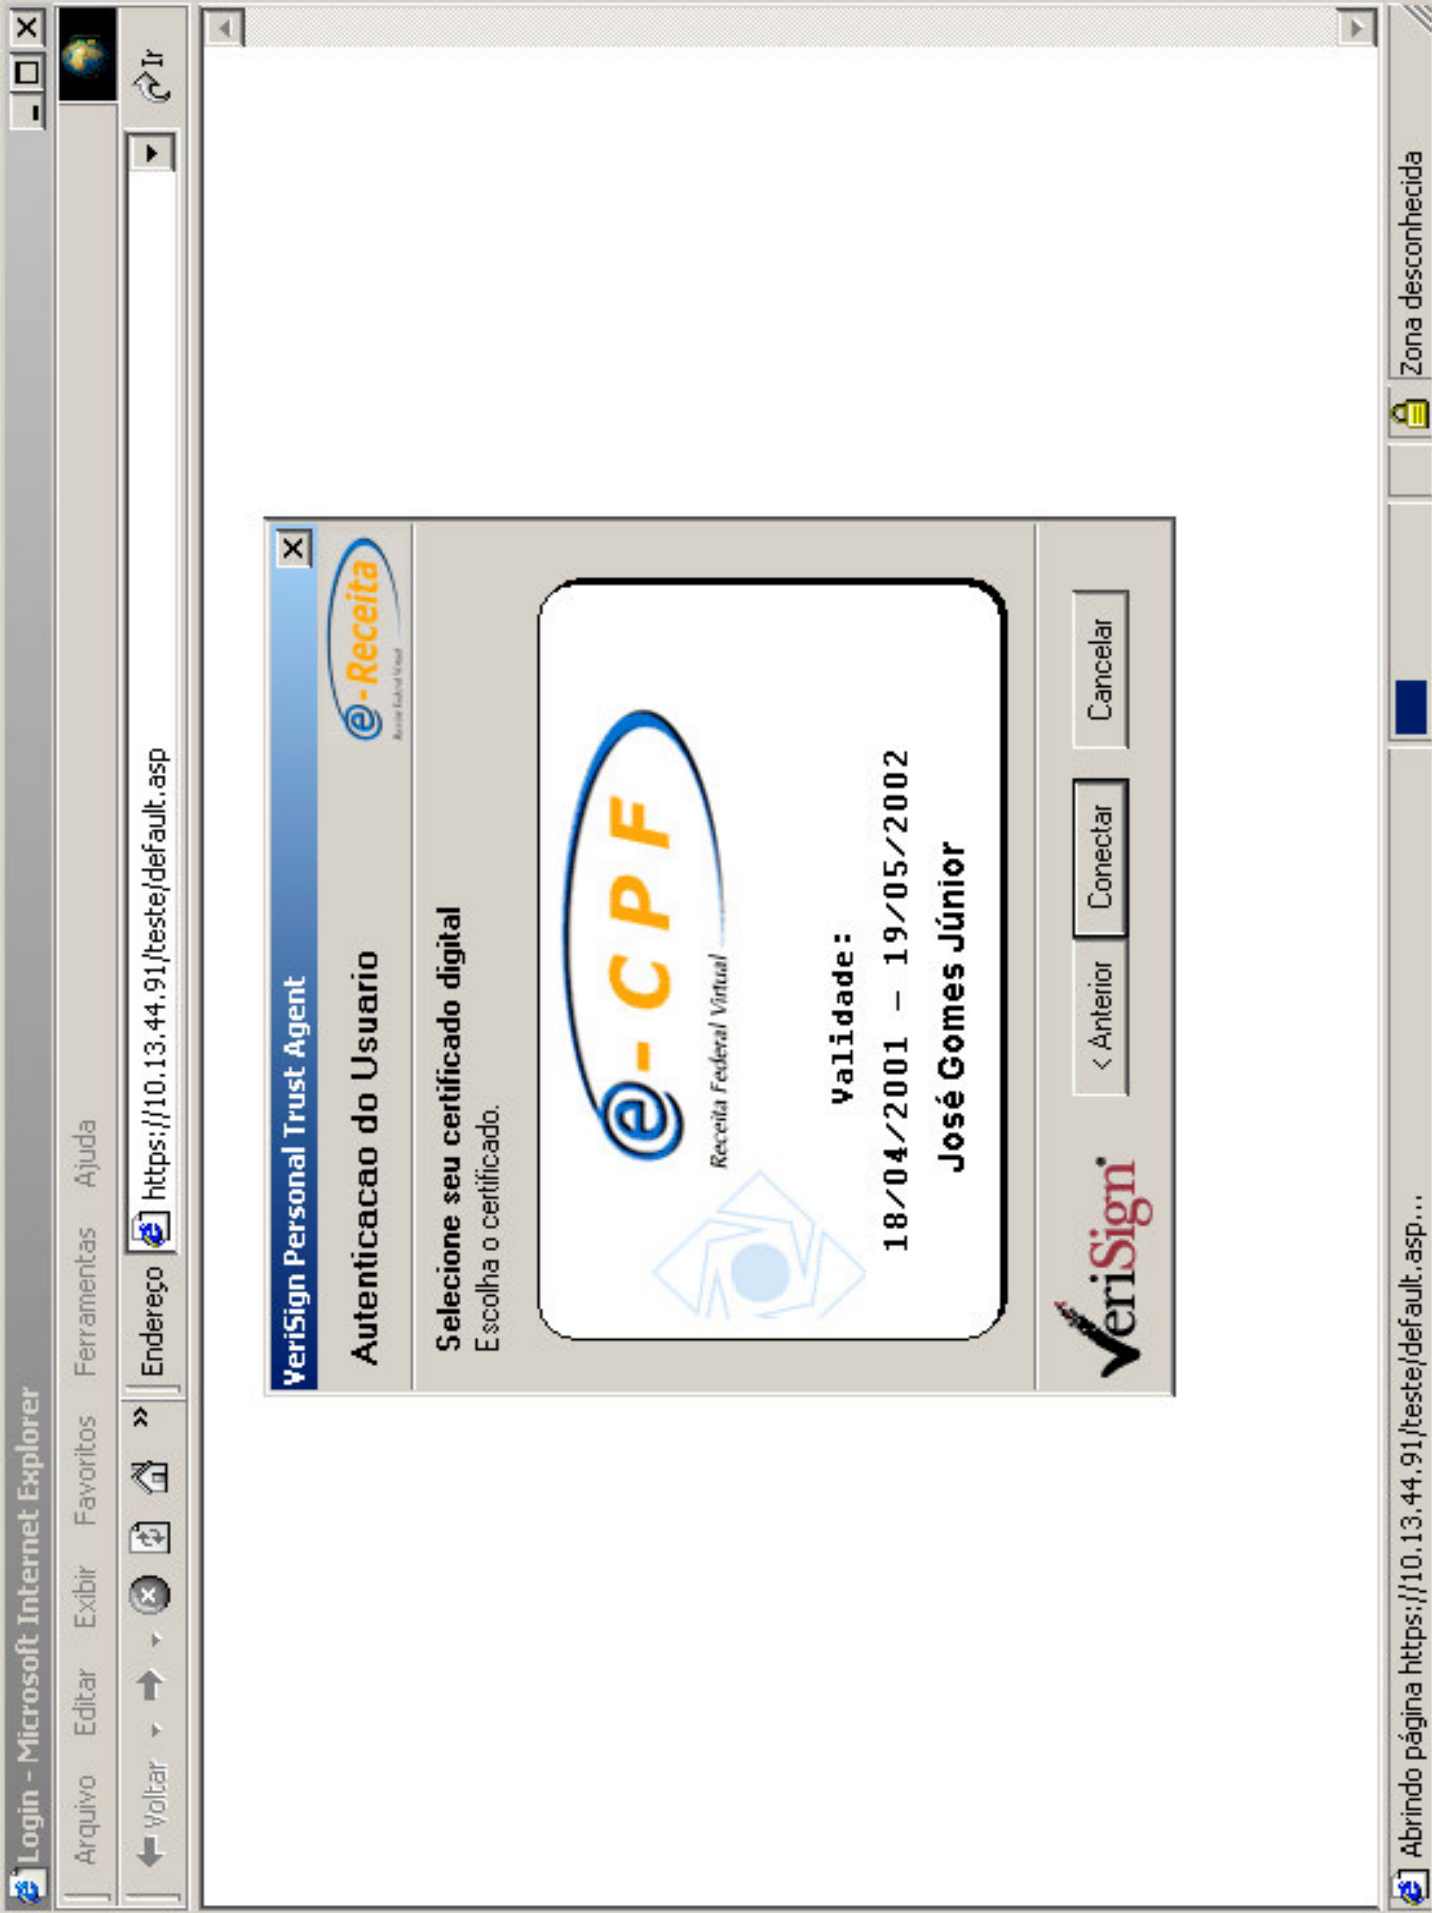 Login - Microsoft Internet Explorer
Arquivo Editar Exibir Favoritos Ferramentas Ajuda
Voltar » Endereço https://10.13.44.91/teste/default.asp Ir
VeriSign Personal Trust Agent
Autenticacao do Usuario
e-Receita
Selecione seu certificado digital
Escolha o certificado.
e-CPF
Receita Federal Virtual
Validade:
18/04/2001 - 19/05/2002
José Gomes Júnior
VeriSign
< Anterior Conectar Cancelar
Abrindo página https://10.13.44.91/teste/default.asp... Zona desconhecida